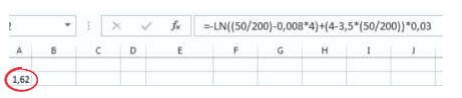 fx =-LN((50/200)-0,008*4)+(4-3,5*(50/200))*0,03
A B C D E F G H I J
1,62